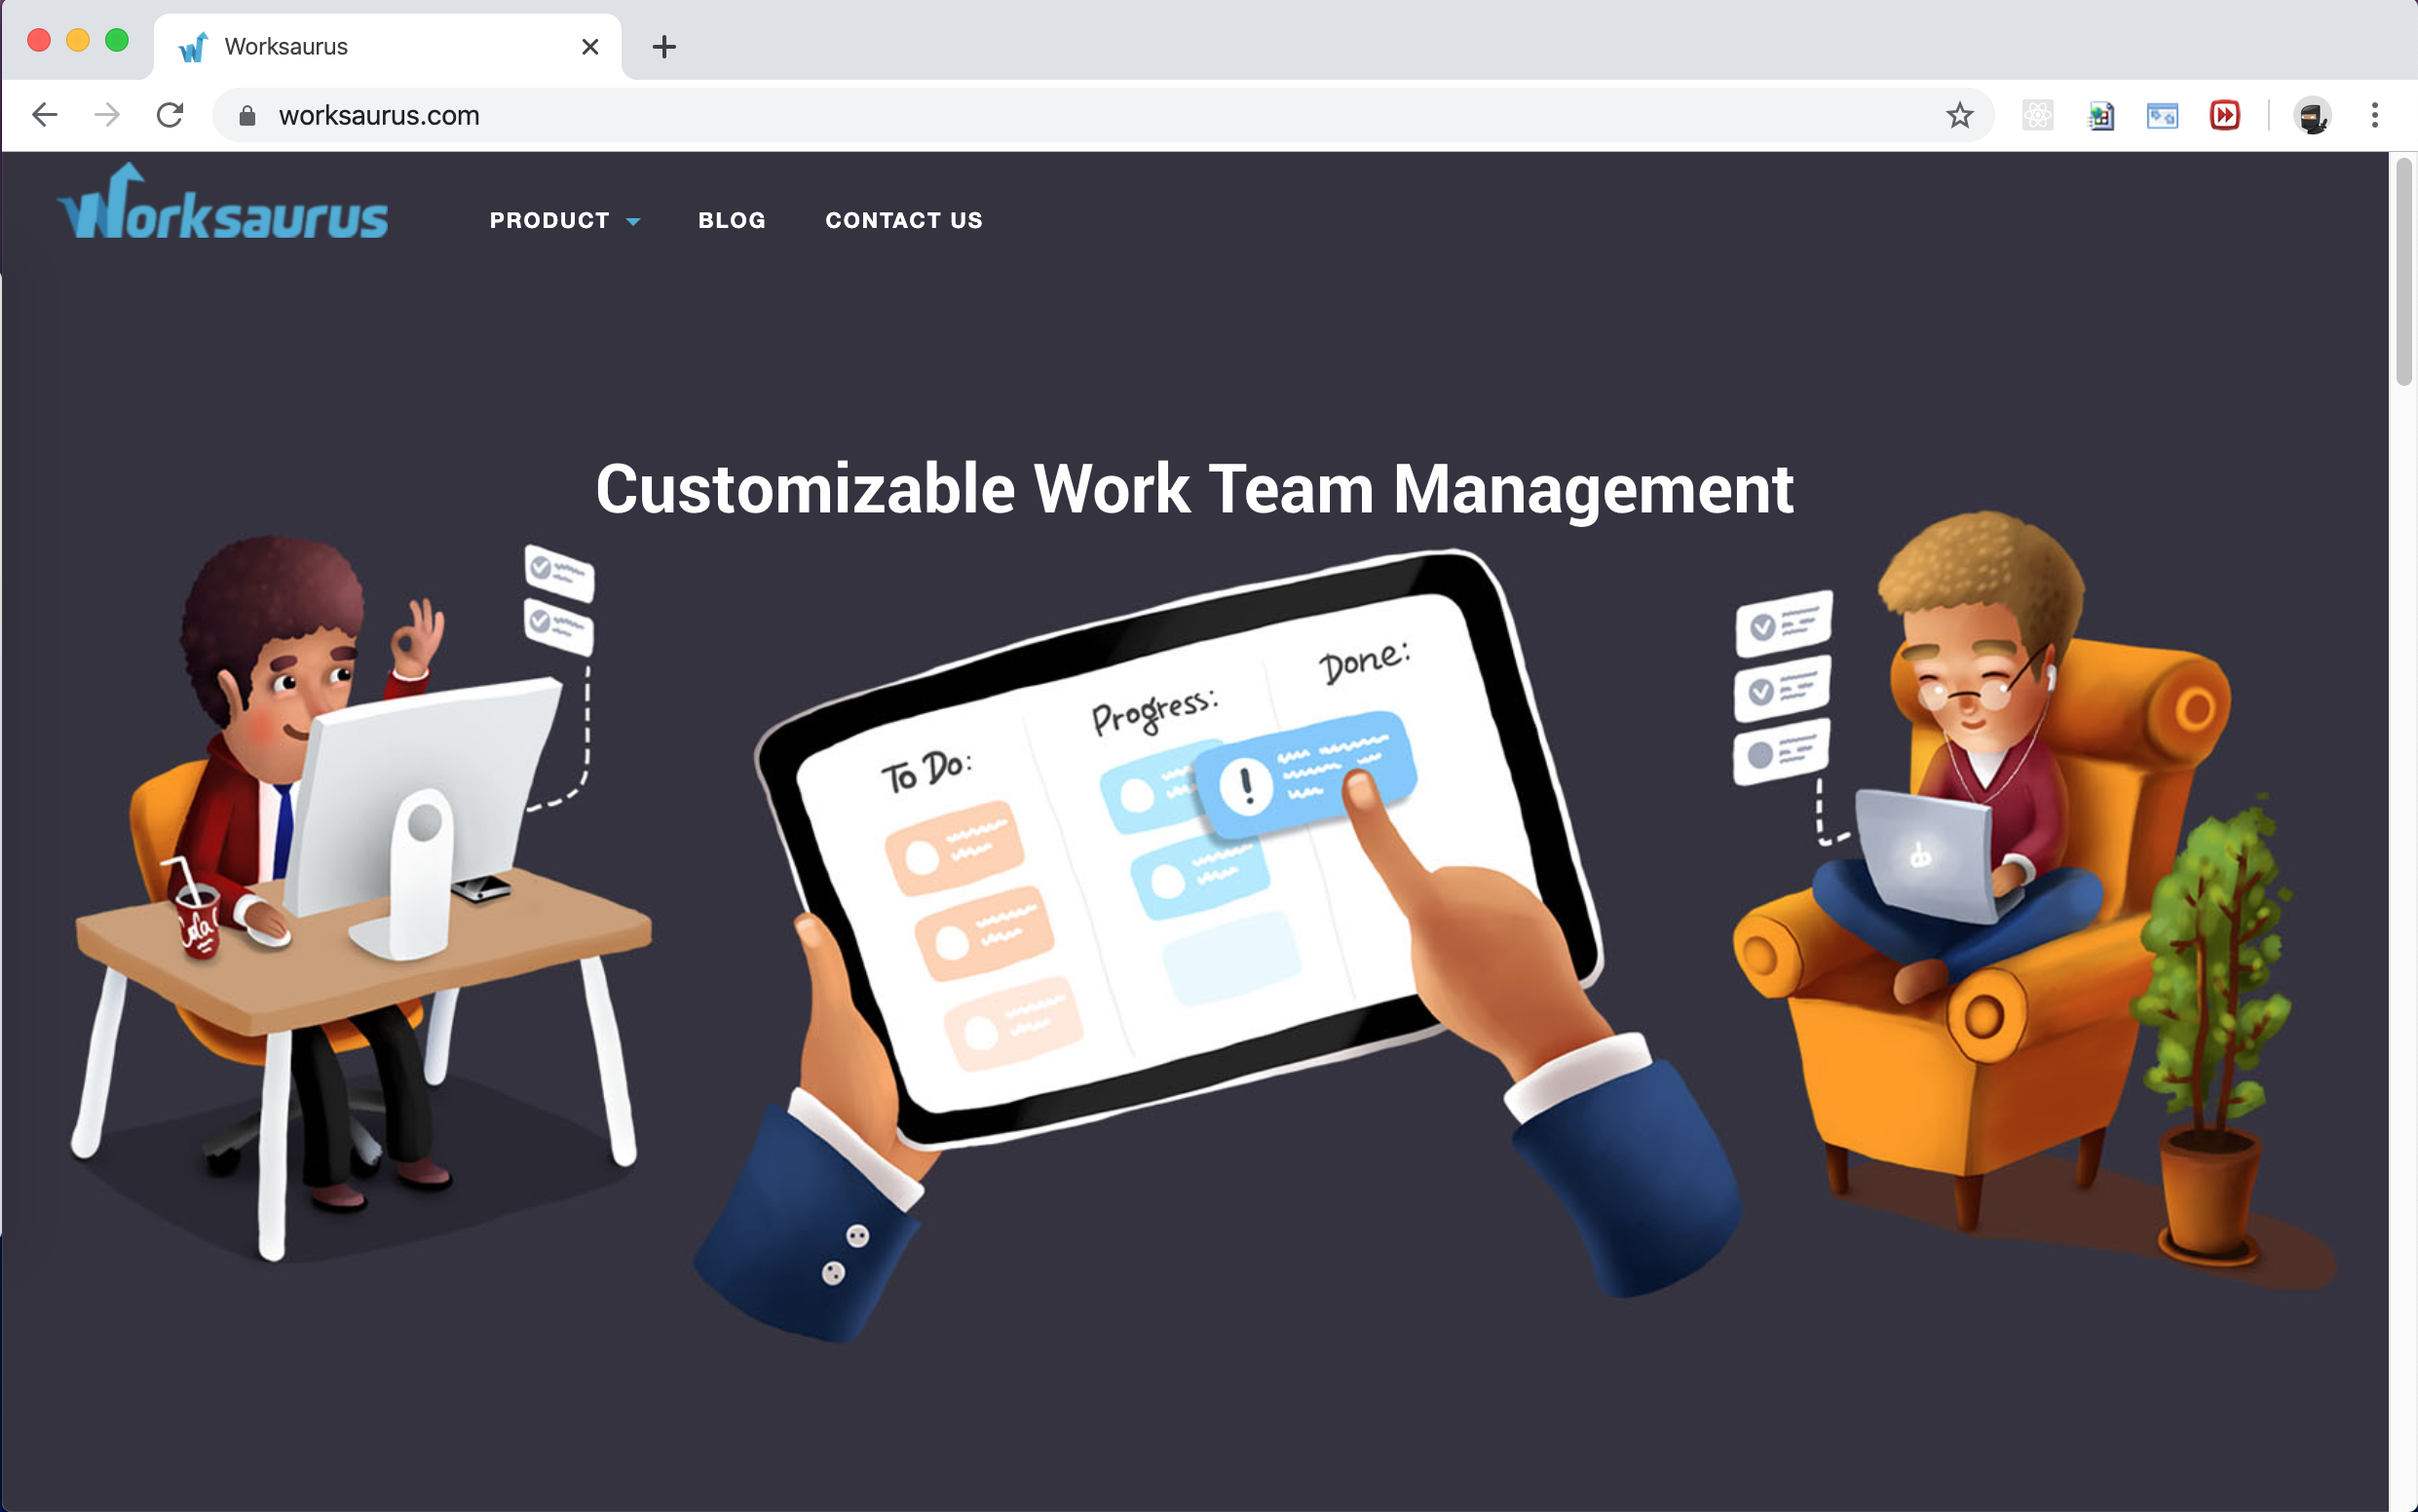 Worksaurus
worksaurus.com
Worksaurus
PRODUCT
BLOG
CONTACT US
Customizable Work Team Management
To Do:
Progress:
Done:
Cola